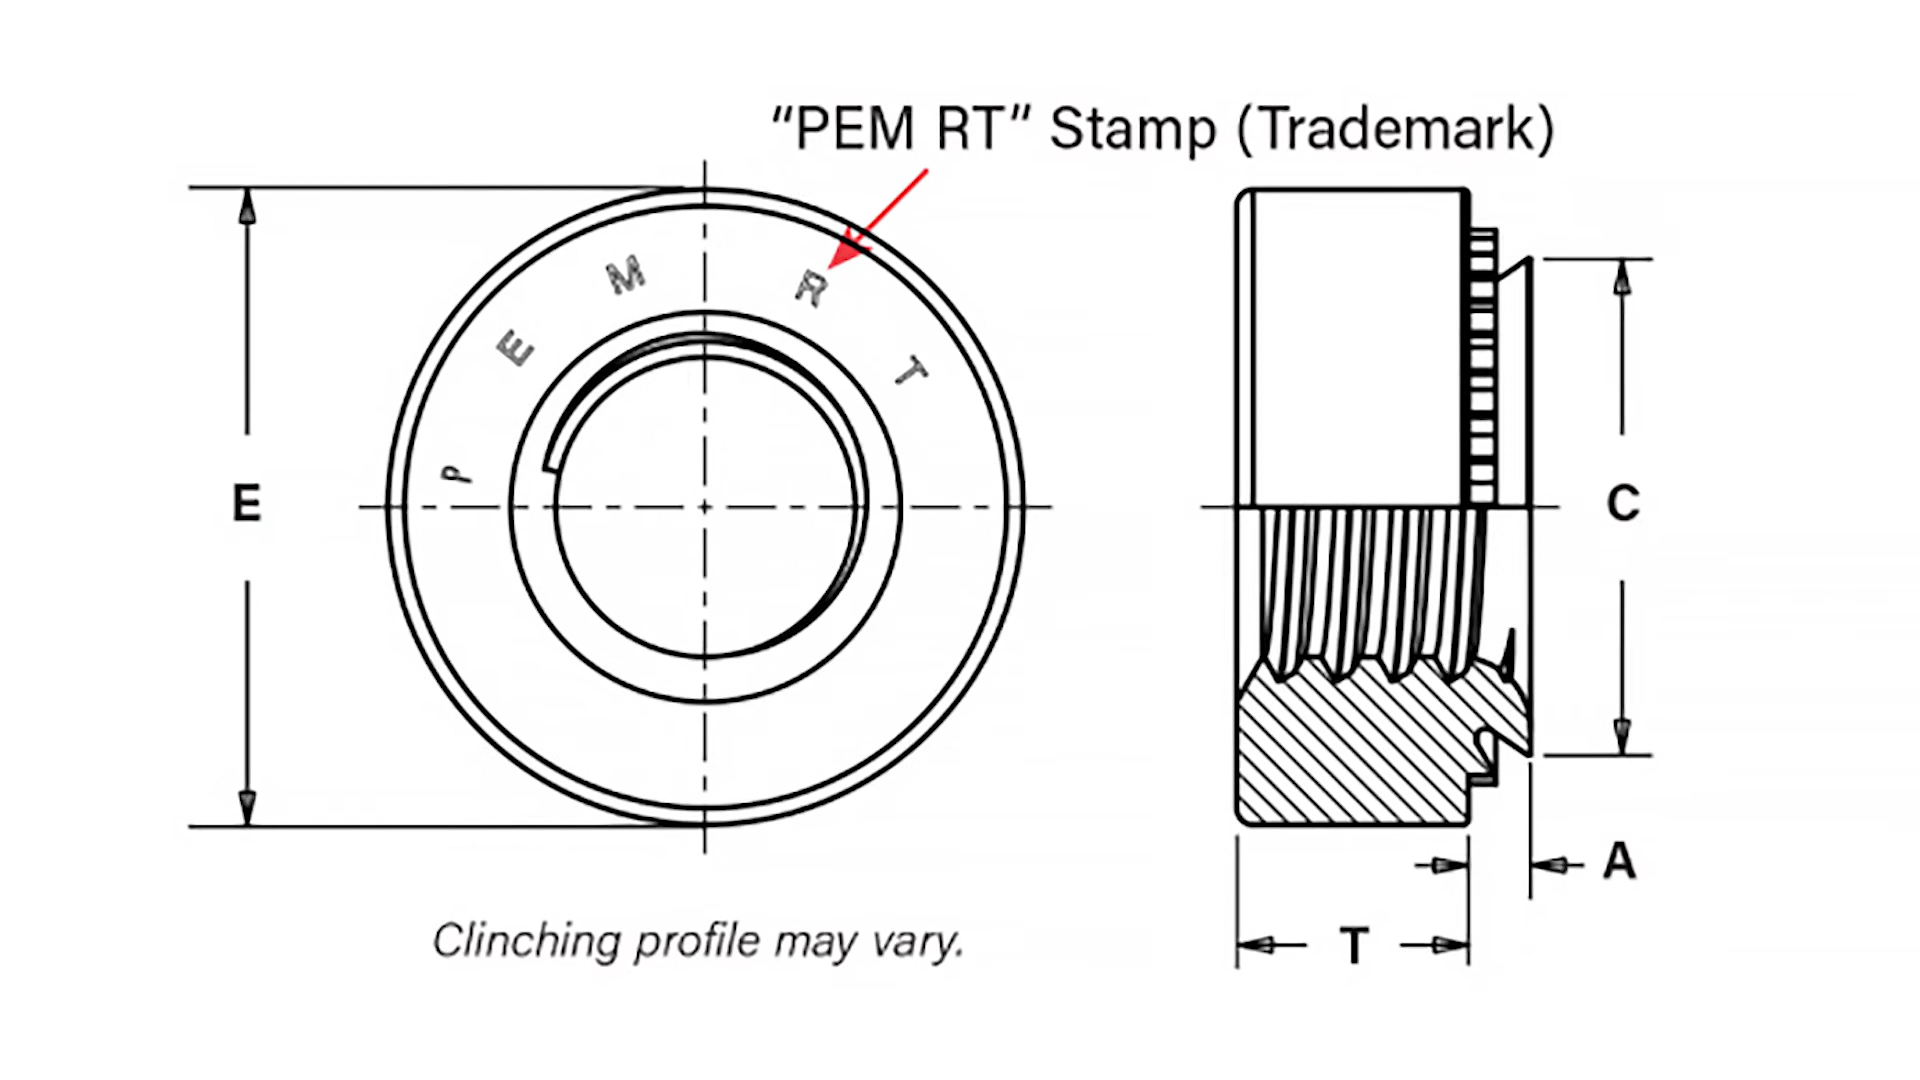 “PEM RT” Stamp (Trademark)
P E M R T
E
C
A
T
Clinching profile may vary.